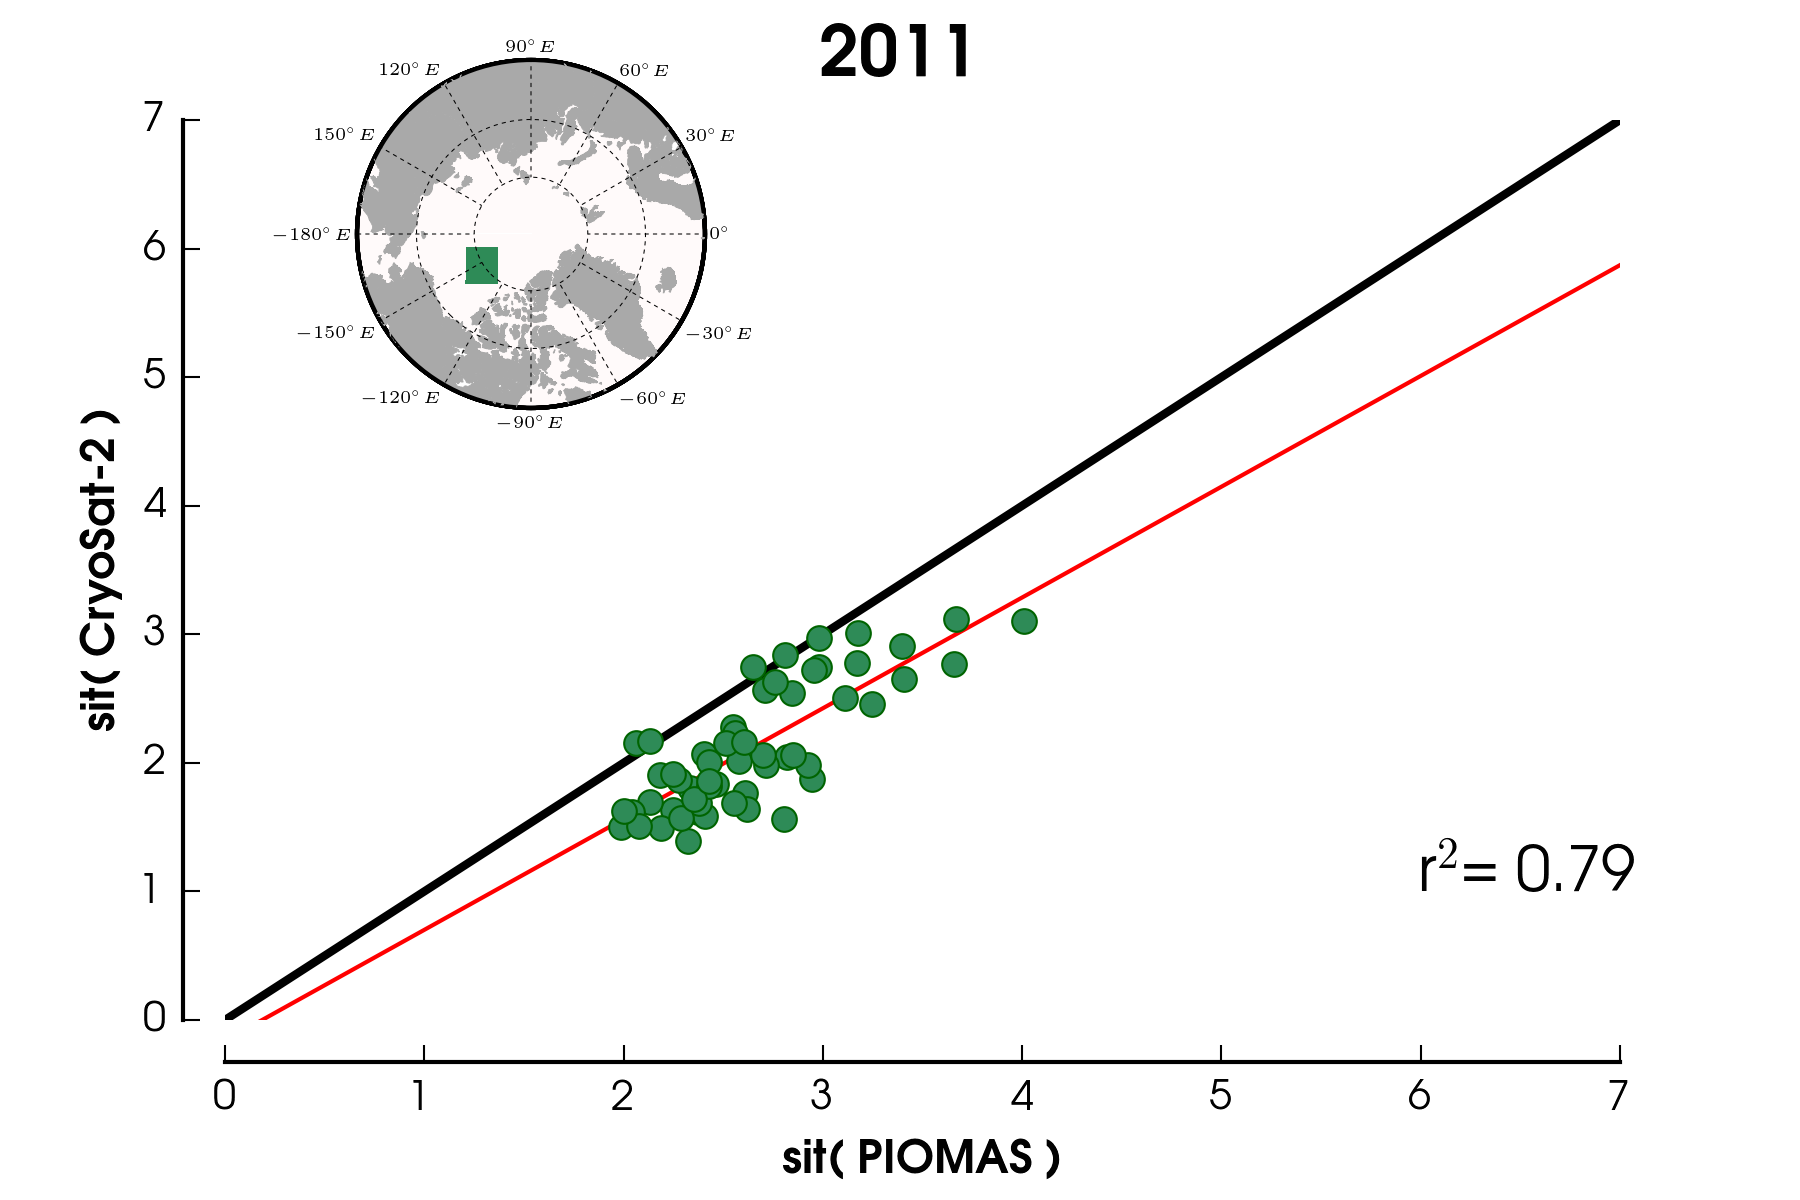 2011
90° E
120° E
60° E
150° E
30° E
−180° E
0°
−150° E
−30° E
−120° E
−60° E
−90° E
7
6
5
4
3
2
1
0
sit( CryoSat-2 )
r²= 0.79
0 1 2 3 4 5 6 7
sit( PIOMAS )